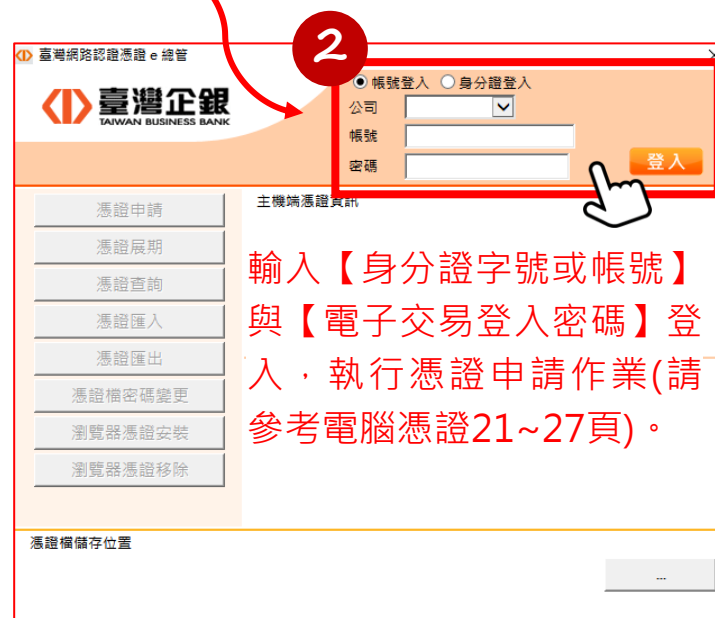 2
臺灣網路認證憑證 e 總管
臺灣企銀
TAIWAN BUSINESS BANK
帳號登入 身分證登入
公司
帳號
密碼
登入
憑證申請
憑證展期
憑證查詢
憑證匯入
憑證匯出
憑證檔密碼變更
瀏覽器憑證安裝
瀏覽器憑證移除
主機端憑證資訊
輸入【身分證字號或帳號】
與【電子交易登入密碼】登
入，執行憑證申請作業(請
參考電腦憑證21~27頁)。
憑證檔儲存位置
...